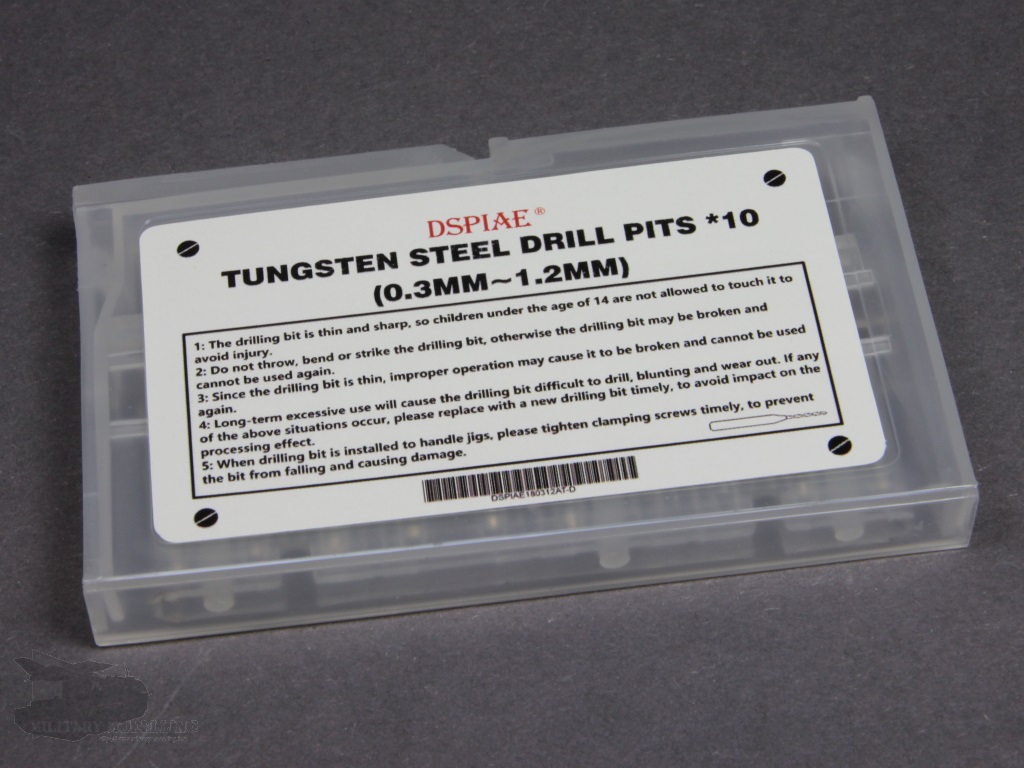 DSPIAE®
TUNGSTEN STEEL DRILL PITS *10
(0.3MM~1.2MM)
1: The drilling bit is thin and sharp, so children under the age of 14 are not allowed to touch it to
avoid injury.
2: Do not throw, bend or strike the drilling bit, otherwise the drilling bit may be broken and
cannot be used again.
3: Since the drilling bit is thin, improper operation may cause it to be broken and cannot be used
again.
4: Long-term excessive use will cause the drilling bit difficult to drill, blunting and wear out. If any
of the above situations occur, please replace with a new drilling bit timely, to avoid impact on the
processing effect.
5: When drilling bit is installed to handle jigs, please tighten clamping screws timely, to prevent
the bit from falling and causing damage.
DSPIAE180312AT-D